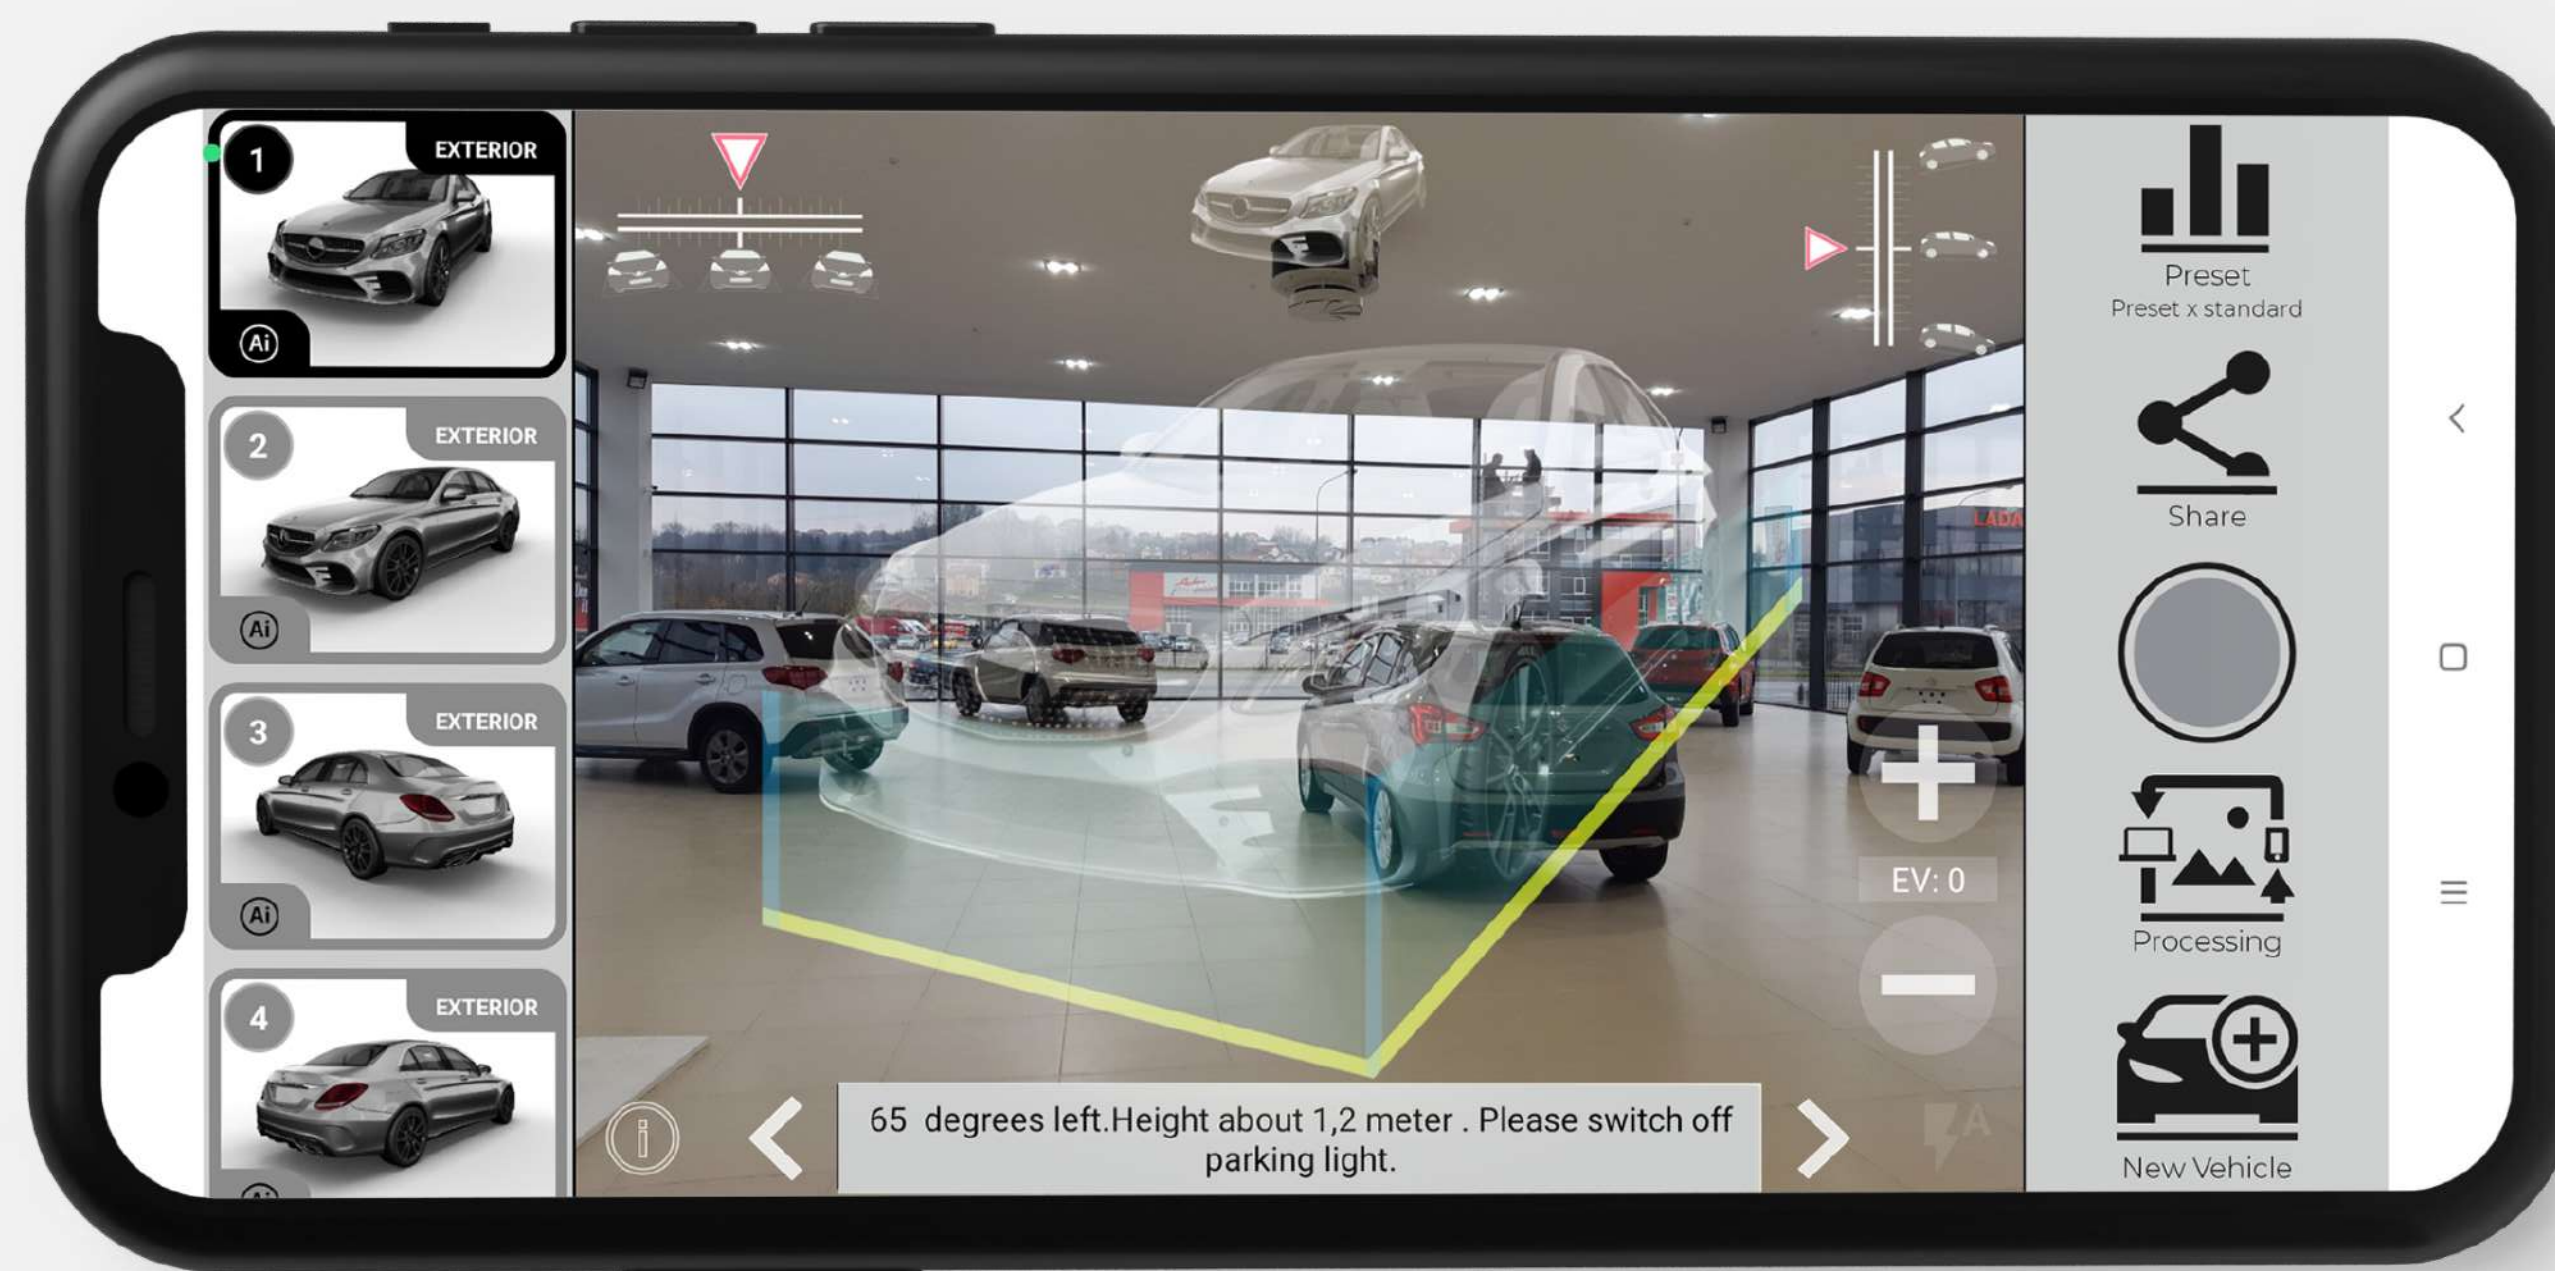 1
EXTERIOR
Ai
2
EXTERIOR
Ai
3
EXTERIOR
Ai
4
EXTERIOR
Ai
LADA
EV: 0
A
i
65 degrees left.Height about 1,2 meter . Please switch off
parking light.
Preset
Preset x standard
Share
Processing
New Vehicle